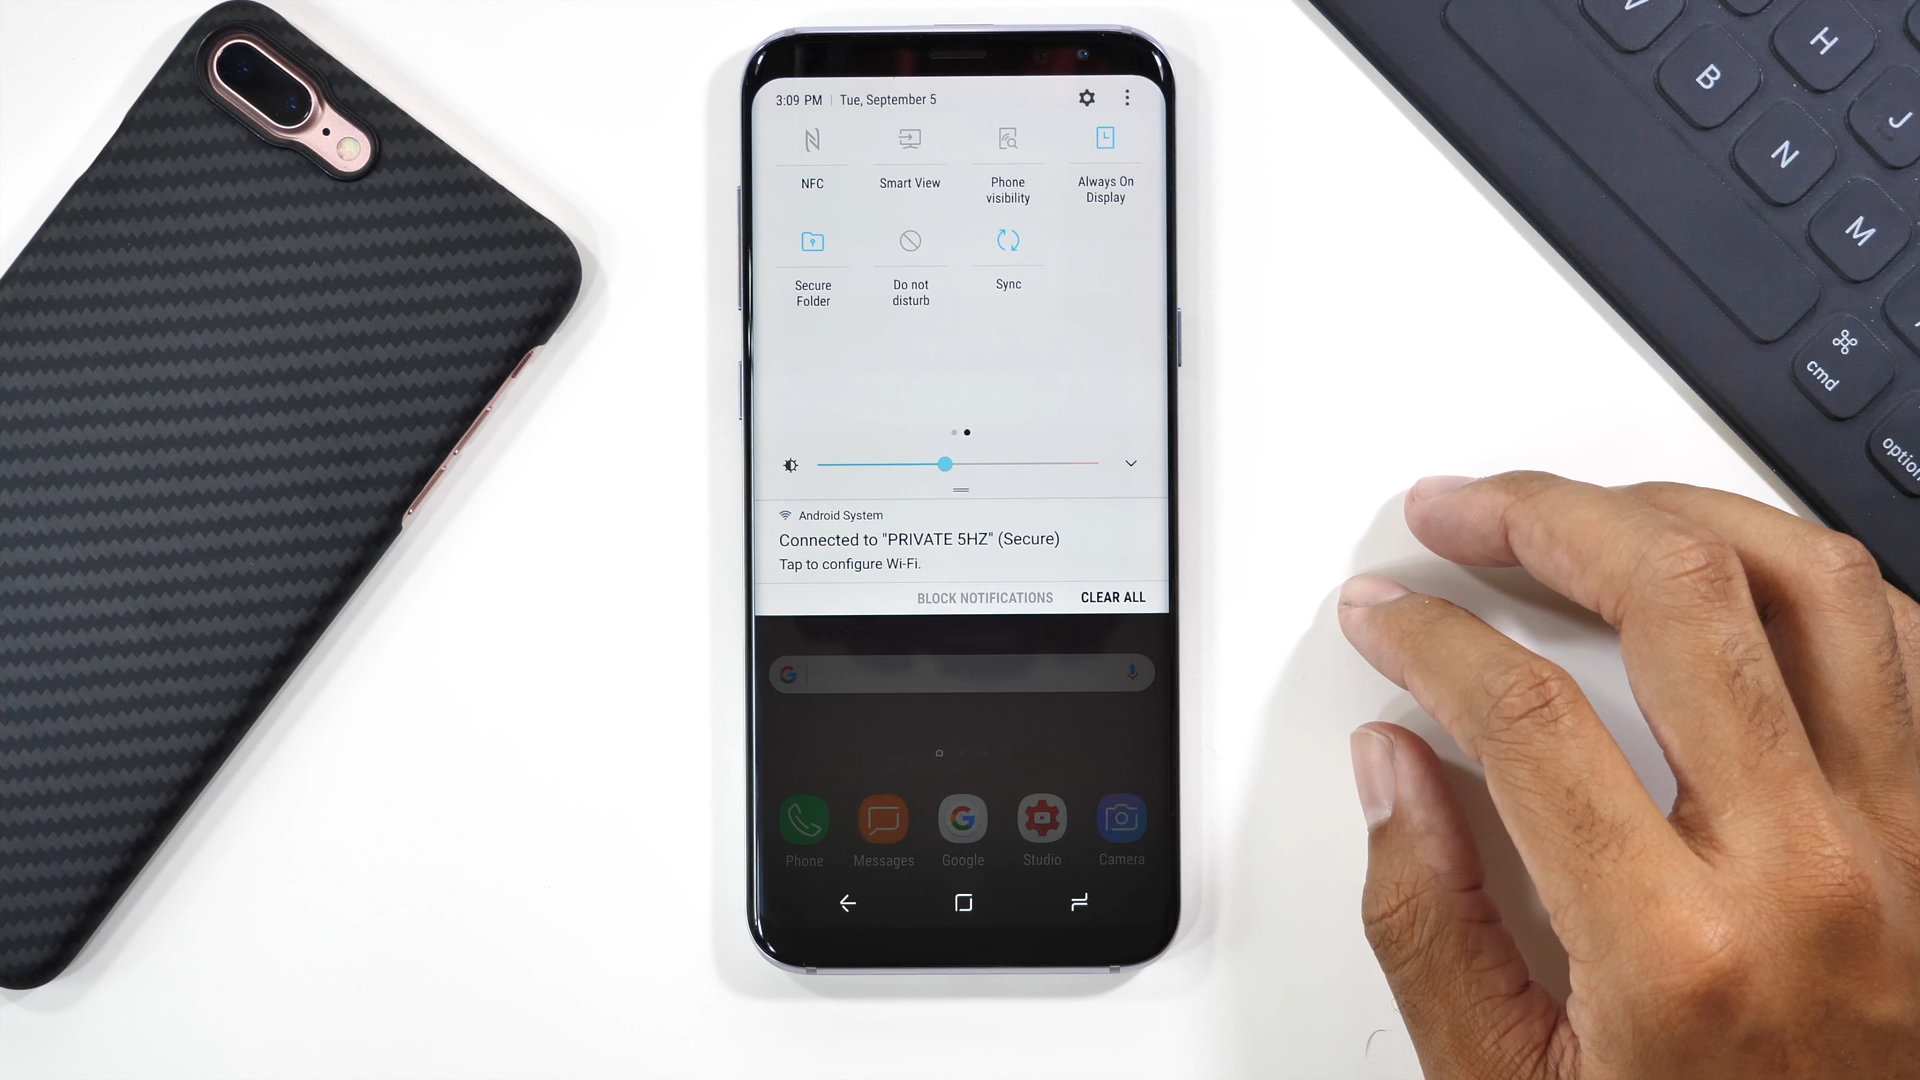 3:09 PM | Tue, September 5
NFC
Smart View
Phone
visibility
Always On
Display
Secure
Folder
Do not
disturb
Sync
Android System
Connected to "PRIVATE 5HZ" (Secure)
Tap to configure Wi-Fi.
BLOCK NOTIFICATIONS
CLEAR ALL
Phone
Messages
Google
Studio
Camera
V
B
H
N
J
M
⌘
cmd
option